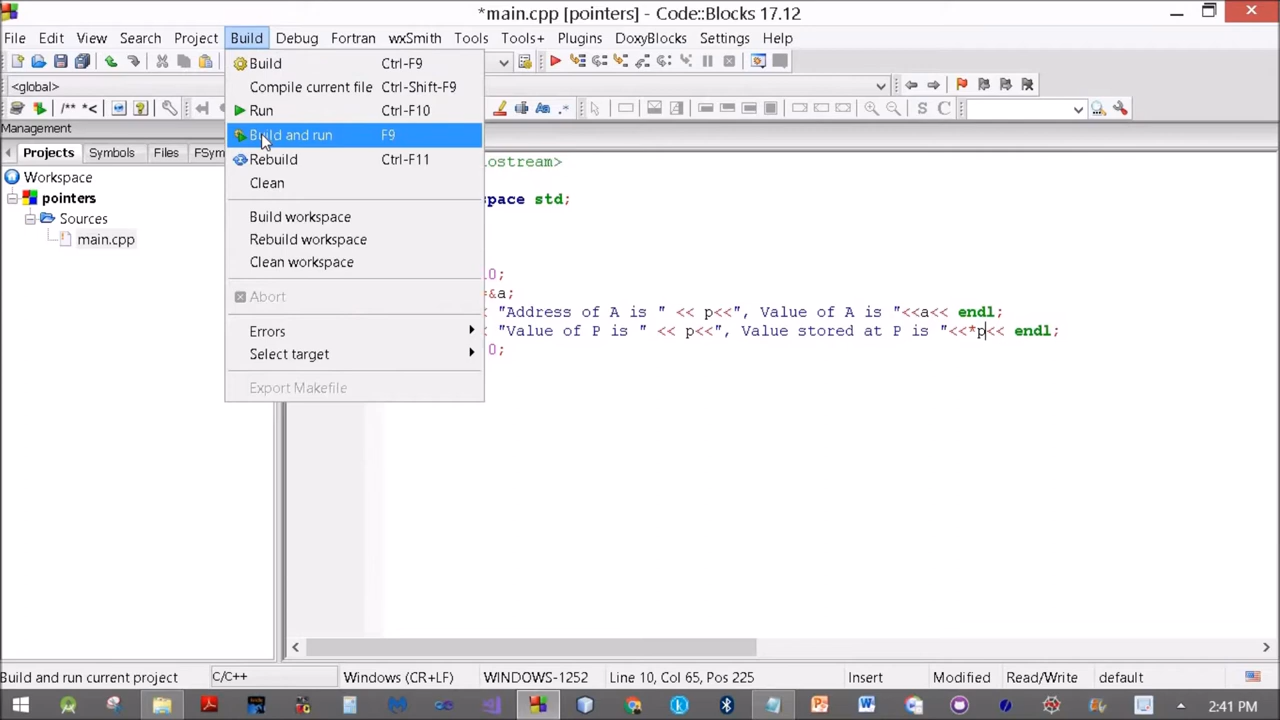 *main.cpp [pointers] - Code::Blocks 17.12
File Edit View Search Project Build Debug Fortran wxSmith Tools Tools+ Plugins DoxyBlocks Settings Help
Build Ctrl-F9
<global>
Compile current file Ctrl-Shift-F9
/** *<
Run Ctrl-F10
Aa .* S C
Management
Build and run F9
Projects Symbols Files FSym
Rebuild Ctrl-F11
ostream>
Workspace
Clean
pointers
space std;
Sources
Build workspace
main.cpp
Rebuild workspace
Clean workspace
0;
=&a;
Abort
< "Address of A is " << p<<", Value of A is "<<a<< endl;
Errors
< "Value of P is " << p<<", Value stored at P is "<<*p<< endl;
Select target
0;
Export Makefile
Build and run current project C/C++ Windows (CR+LF) WINDOWS-1252 Line 10, Col 65, Pos 225 Insert Modified Read/Write default
2:41 PM